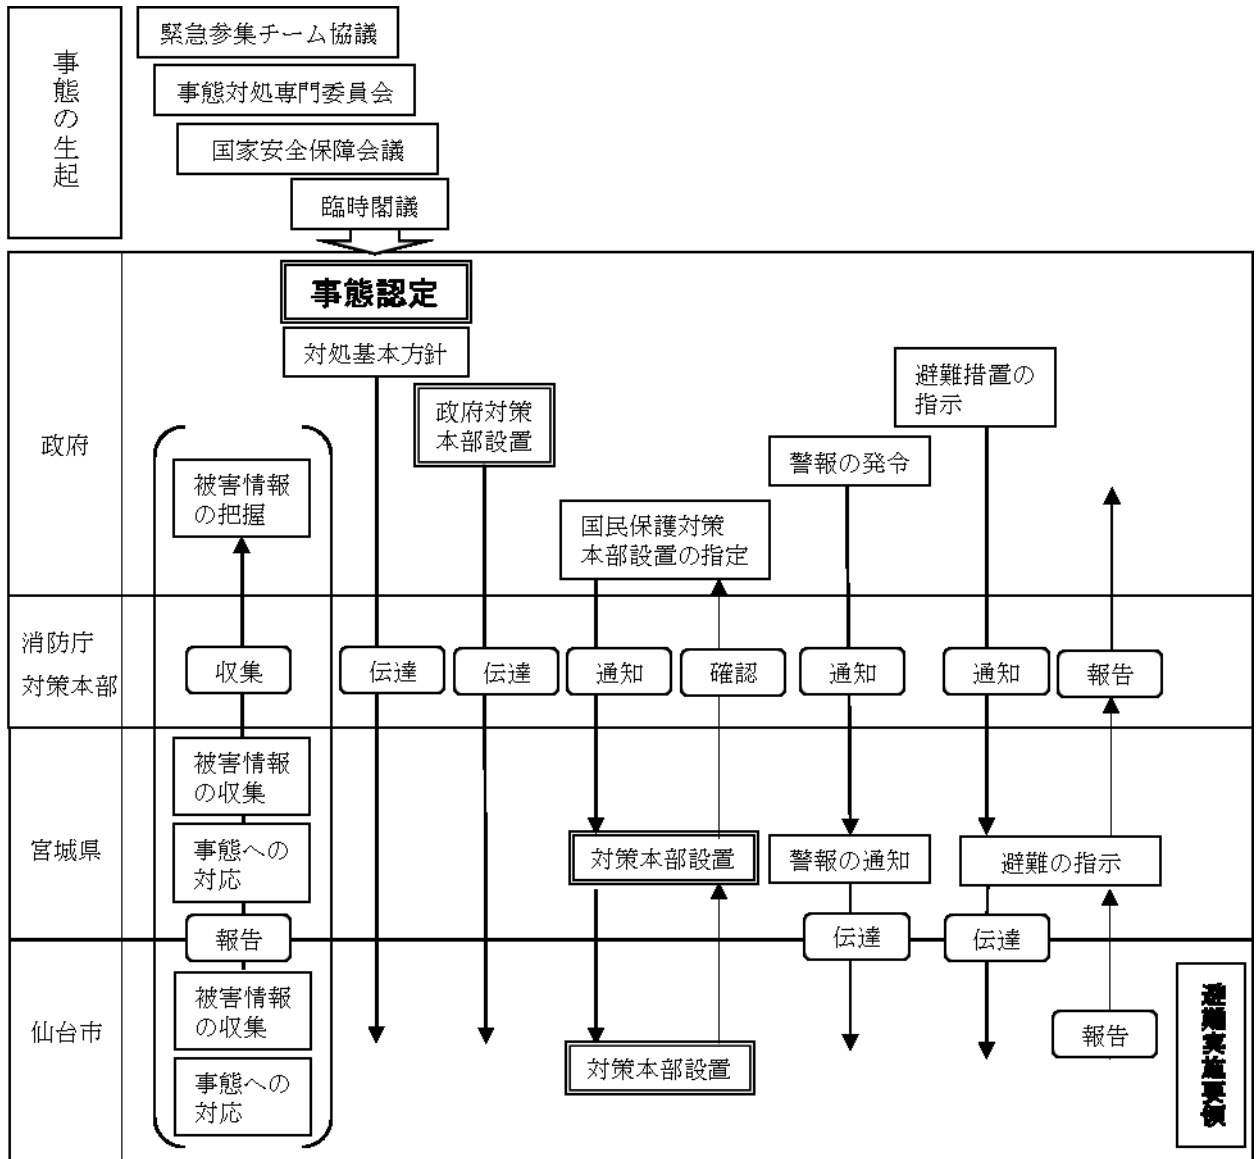 事態の生起
緊急参集チーム協議
事態対処専門委員会
国家安全保障会議
臨時閣議
政府
事態認定
対処基本方針
政府対策
本部設置
避難措置の
指示
警報の発令
被害情報
の把握
国民保護対策
本部設置の指定
消防庁
対策本部
収集
伝達
伝達
通知
確認
通知
通知
報告
宮城県
被害情報
の収集
事態への
対応
対策本部設置
警報の通知
避難の指示
報告
伝達
伝達
仙台市
被害情報
の収集
事態への
対応
対策本部設置
報告
避難実施要領